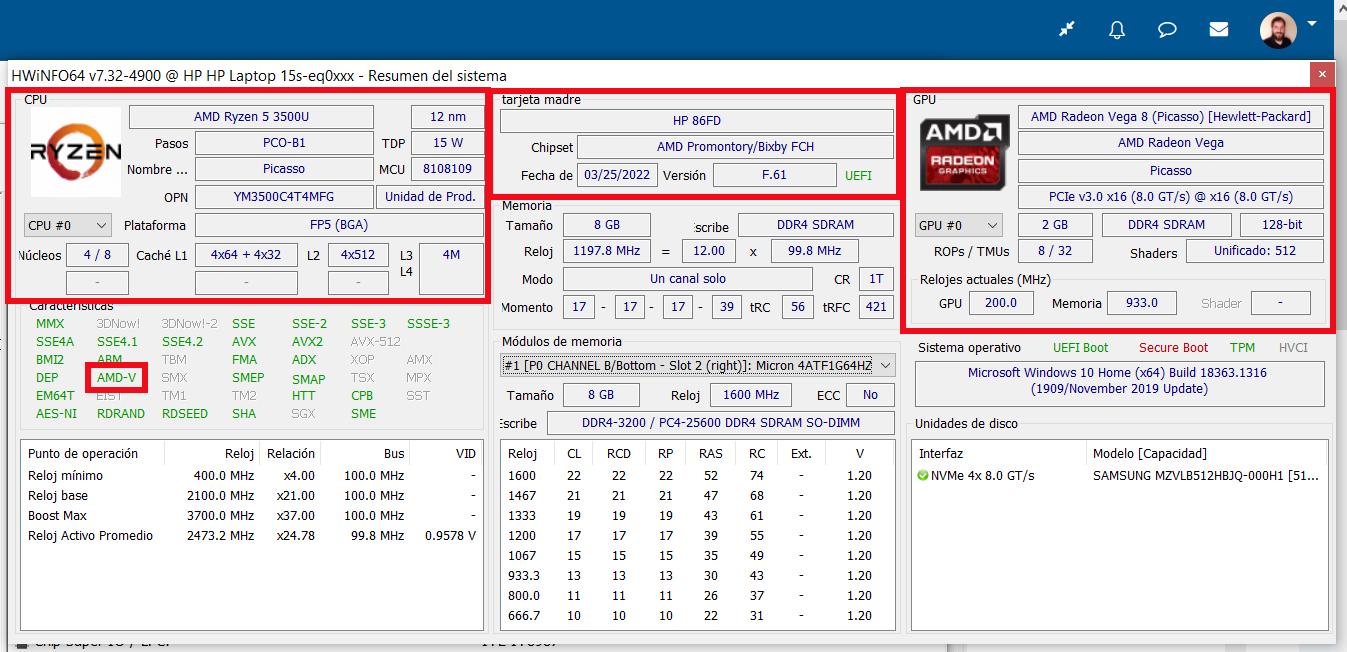 HWiNFO64 v7.32-4900 @ HP HP Laptop 15s-eq0xxx - Resumen del sistema
CPU
RYZEN
AMD Ryzen 5 3500U 12 nm
Pasos PCO-B1 TDP 15 W
Nombre ... Picasso MCU 8108109
OPN YM3500C4T4MFG Unidad de Prod.
CPU #0 Plataforma FP5 (BGA)
Núcleos 4 / 8 Caché L1 4x64 + 4x32 L2 4x512 L3 4M
- - - L4
Características
MMX 3DNow! 3DNow!-2 SSE SSE-2 SSE-3 SSSE-3
SSE4A SSE4.1 SSE4.2 AVX AVX2 AVX-512
BMI2 ABM TBM FMA ADX XOP AMX
DEP AMD-V SMX SMEP SMAP TSX MPX
EM64T EIST TM1 TM2 HTT CPB SST
AES-NI RDRAND RDSEED SHA SGX SME
Punto de operación Reloj Relación Bus VID
Reloj mínimo 400.0 MHz x4.00 100.0 MHz -
Reloj base 2100.0 MHz x21.00 100.0 MHz -
Boost Max 3700.0 MHz x37.00 100.0 MHz -
Reloj Activo Promedio 2473.2 MHz x24.78 99.8 MHz 0.9578 V
tarjeta madre
HP 86FD
Chipset AMD Promontory/Bixby FCH
Fecha de 03/25/2022 Versión F.61 UEFI
Memoria
Tamaño 8 GB Escribe DDR4 SDRAM
Reloj 1197.8 MHz = 12.00 x 99.8 MHz
Modo Un canal solo CR 1T
Momento 17 - 17 - 17 - 39 tRC 56 tRFC 421
Módulos de memoria
#1 [P0 CHANNEL B/Bottom - Slot 2 (right)]: Micron 4ATF1G64HZ
Tamaño 8 GB Reloj 1600 MHz ECC No
Escribe DDR4-3200 / PC4-25600 DDR4 SDRAM SO-DIMM
Reloj CL RCD RP RAS RC Ext. V
1600 22 22 22 52 74 - 1.20
1467 21 21 21 47 68 - 1.20
1333 19 19 19 43 61 - 1.20
1200 17 17 17 39 55 - 1.20
1067 15 15 15 35 49 - 1.20
933.3 13 13 13 30 43 - 1.20
800.0 11 11 11 26 37 - 1.20
666.7 10 10 10 22 31 - 1.20
GPU
AMD
RADEON
GRAPHICS
AMD Radeon Vega 8 (Picasso) [Hewlett-Packard]
AMD Radeon Vega
Picasso
PCIe v3.0 x16 (8.0 GT/s) @ x16 (8.0 GT/s)
GPU #0 2 GB DDR4 SDRAM 128-bit
ROPs / TMUs 8 / 32 Shaders Unificado: 512
Relojes actuales (MHz)
GPU 200.0 Memoria 933.0 Shader -
Sistema operativo UEFI Boot Secure Boot TPM HVCI
Microsoft Windows 10 Home (x64) Build 18363.1316
(1909/November 2019 Update)
Unidades de disco
Interfaz Modelo [Capacidad]
NVMe 4x 8.0 GT/s SAMSUNG MZVLB512HBJQ-000H1 [51...